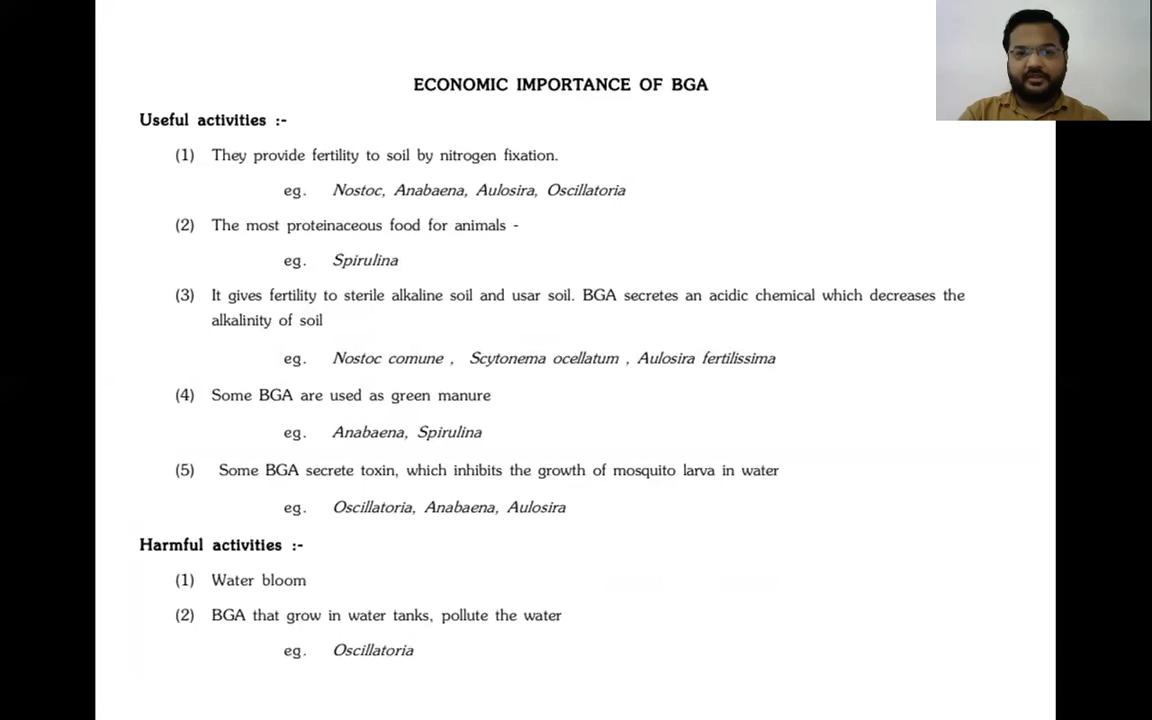 ECONOMIC IMPORTANCE OF BGA
Useful activities :-
(1) They provide fertility to soil by nitrogen fixation.
eg. Nostoc, Anabaena, Aulosira, Oscillatoria
(2) The most proteinaceous food for animals -
eg. Spirulina
(3) It gives fertility to sterile alkaline soil and usar soil. BGA secretes an acidic chemical which decreases the
alkalinity of soil
eg. Nostoc comune , Scytonema ocellatum , Aulosira fertilissima
(4) Some BGA are used as green manure
eg. Anabaena, Spirulina
(5) Some BGA secrete toxin, which inhibits the growth of mosquito larva in water
eg. Oscillatoria, Anabaena, Aulosira
Harmful activities :-
(1) Water bloom
(2) BGA that grow in water tanks, pollute the water
eg. Oscillatoria